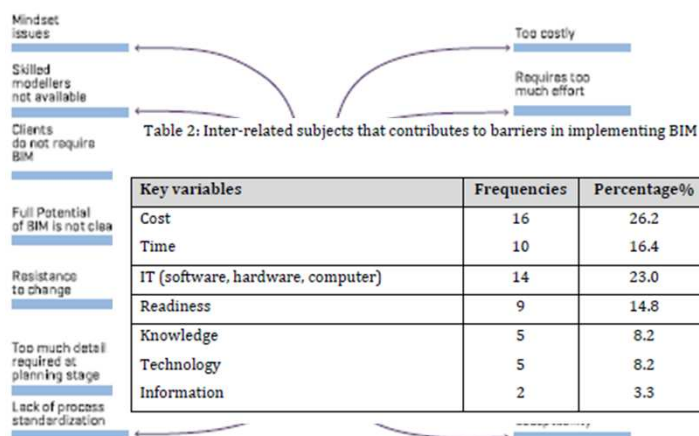 Mindset
issues
Skilled
modellers
not available
Clients
do not require
BIM
Full Potential
of BIM is not clea
Resistance
to change
Too much detail
required at
planning stage
Lack of process
standardization
Too costly
Requires too
much effort
Table 2: Inter-related subjects that contributes to barriers in implementing BIM
Key variables Frequencies Percentage%
Cost 16 26.2
Time 10 16.4
IT (software, hardware, computer) 14 23.0
Readiness 9 14.8
Knowledge 5 8.2
Technology 5 8.2
Information 2 3.3